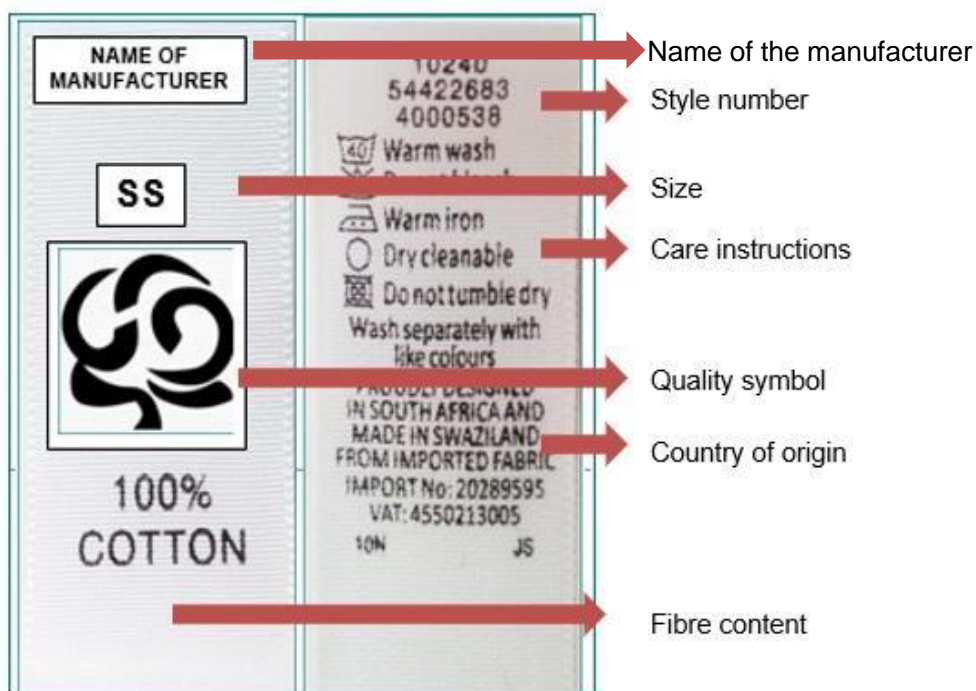 NAME OF
MANUFACTURER
SS
100%
COTTON
10240
54422683
4000538
40 Warm wash
Warm iron
Dry cleanable
Do not tumble dry
Wash separately with
like colours
PROUDLY DESIGNED
IN SOUTH AFRICA AND
MADE IN SWAZILAND
FROM IMPORTED FABRIC
IMPORT No: 20289595
VAT: 4550213005
10N JS
Name of the manufacturer
Style number
Size
Care instructions
Quality symbol
Country of origin
Fibre content